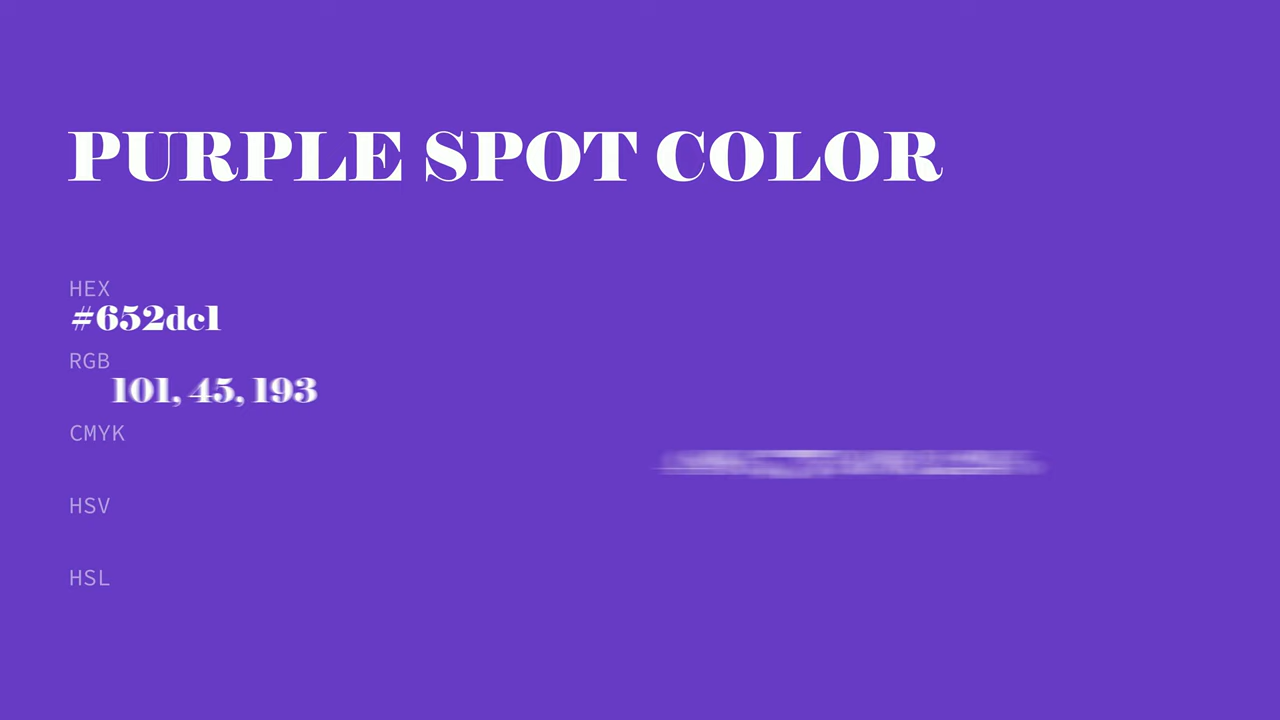 PURPLE SPOT COLOR
HEX
#652dc1
RGB
101, 45, 193
CMYK
HSV
HSL